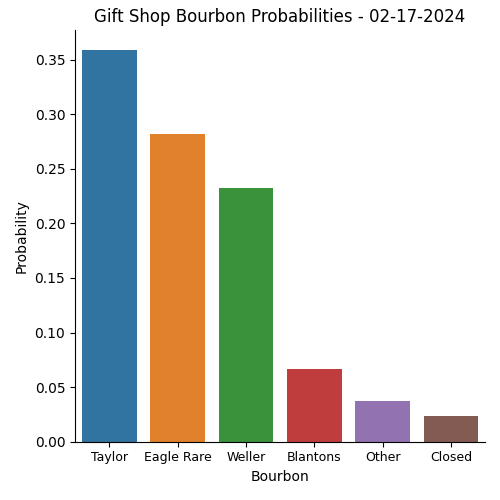 Gift Shop Bourbon Probabilities - 02-17-2024
Probability
0.35
0.30
0.25
0.20
0.15
0.10
0.05
0.00
Taylor Eagle Rare Weller Blantons Other Closed
Bourbon